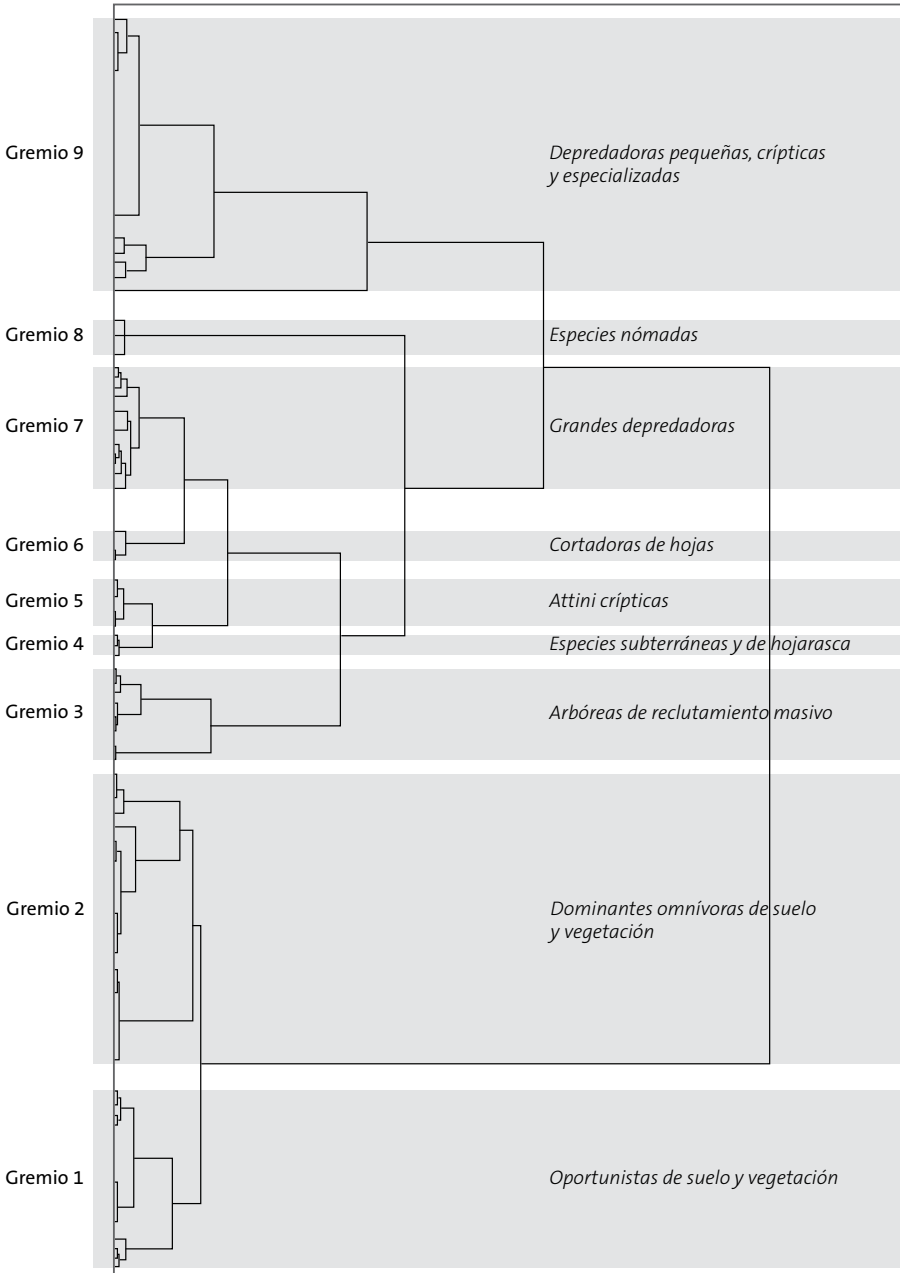 Gremio 9
Depredadoras pequeñas, crípticas
y especializadas
Gremio 8
Especies nómadas
Gremio 7
Grandes depredadoras
Gremio 6
Cortadoras de hojas
Gremio 5
Attini crípticas
Gremio 4
Especies subterráneas y de hojarasca
Gremio 3
Arbóreas de reclutamiento masivo
Gremio 2
Dominantes omnívoras de suelo
y vegetación
Gremio 1
Oportunistas de suelo y vegetación